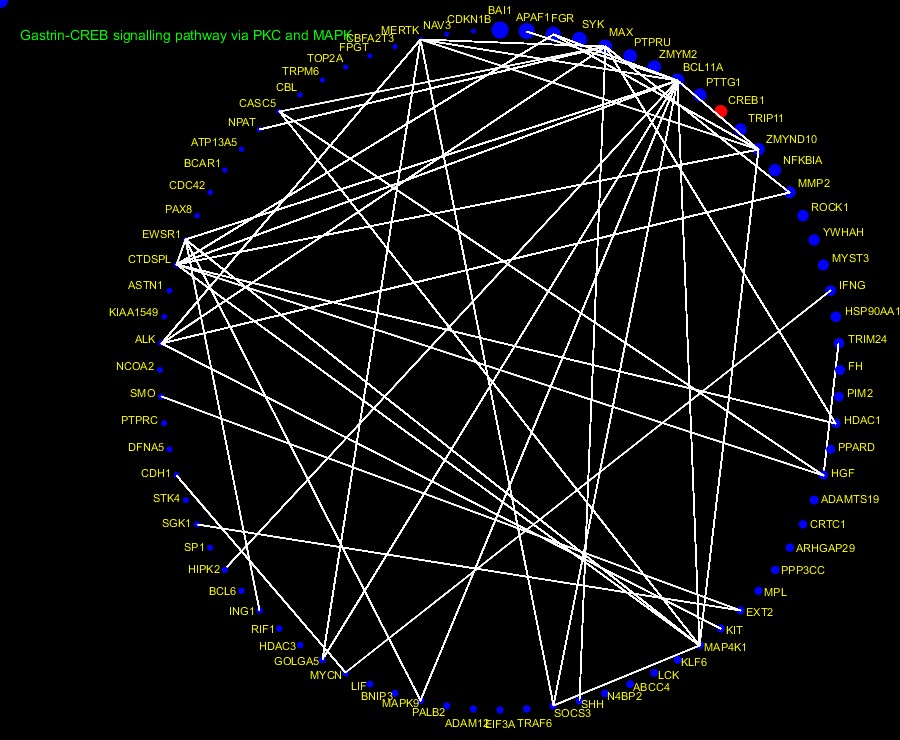 Gastrin-CREB signalling pathway via PKC and MAPK
BAI1
APAF1
FGR
SYK
MAX
PTPRU
ZMYM2
BCL11A
PTTG1
CREB1
TRIP11
ZMYND10
NFKBIA
MMP2
ROCK1
YWHAH
MYST3
IFNG
HSP90AA1
TRIM24
FH
PIM2
HDAC1
PPARD
HGF
ADAMTS19
CRTC1
ARHGAP29
PPP3CC
MPL
EXT2
KIT
MAP4K1
KLF6
LCK
ABCC4
N4BP2
SHH
SOCS3
TRAF6
EIF3A
ADAM12
PALB2
MAPK9
BNIP3
LIF
MYCN
GOLGA5
HDAC3
RIF1
ING1
BCL6
HIPK2
SP1
SGK1
STK4
CDH1
DFNA5
PTPRC
SMO
NCOA2
ALK
KIAA1549
ASTN1
CTDSPL
EWSR1
PAX8
CDC42
BCAR1
ATP13A5
NPAT
CASC5
CBL
TRPM6
TOP2A
FPGT
CBFA2T3
MERTK
NAV3
CDKN1B